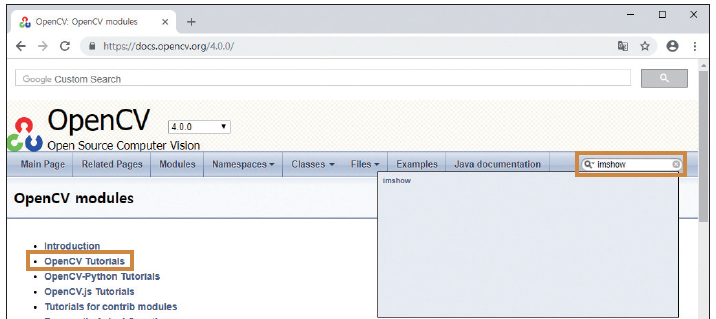 OpenCV: OpenCV modules
https://docs.opencv.org/4.0.0/
Google Custom Search
OpenCV
4.0.0
Open Source Computer Vision
Main Page Related Pages Modules Namespaces Classes Files Examples Java documentation imshow
imshow
OpenCV modules
Introduction
OpenCV Tutorials
OpenCV-Python Tutorials
OpenCV.js Tutorials
Tutorials for contrib modules